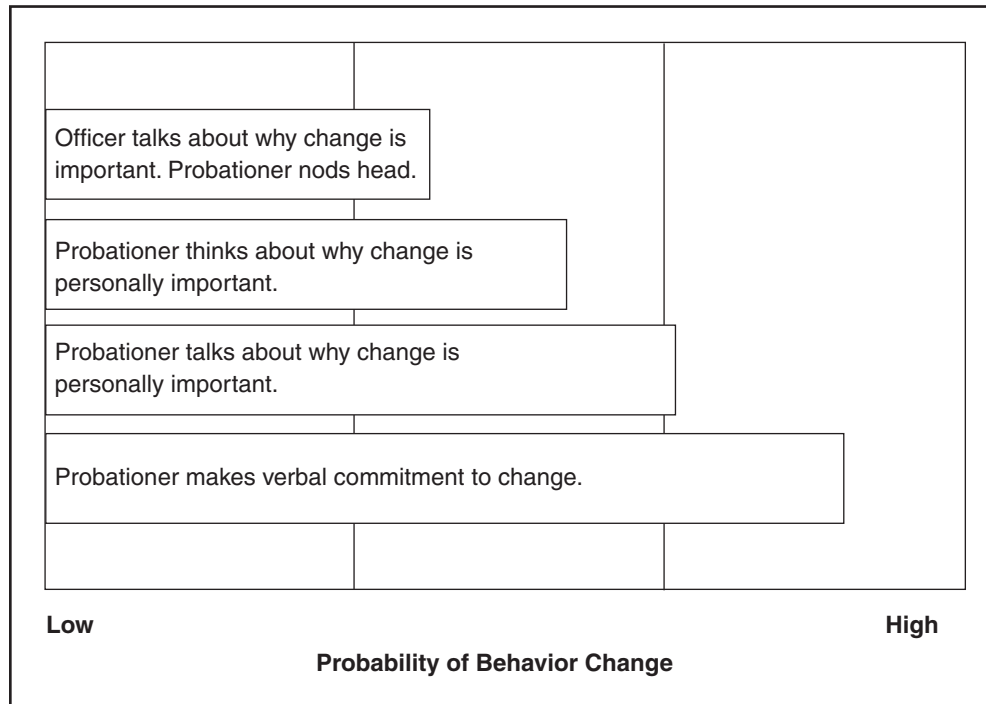 Officer talks about why change is
important. Probationer nods head.
Probationer thinks about why change is
personally important.
Probationer talks about why change is
personally important.
Probationer makes verbal commitment to change.
Low
High
Probability of Behavior Change